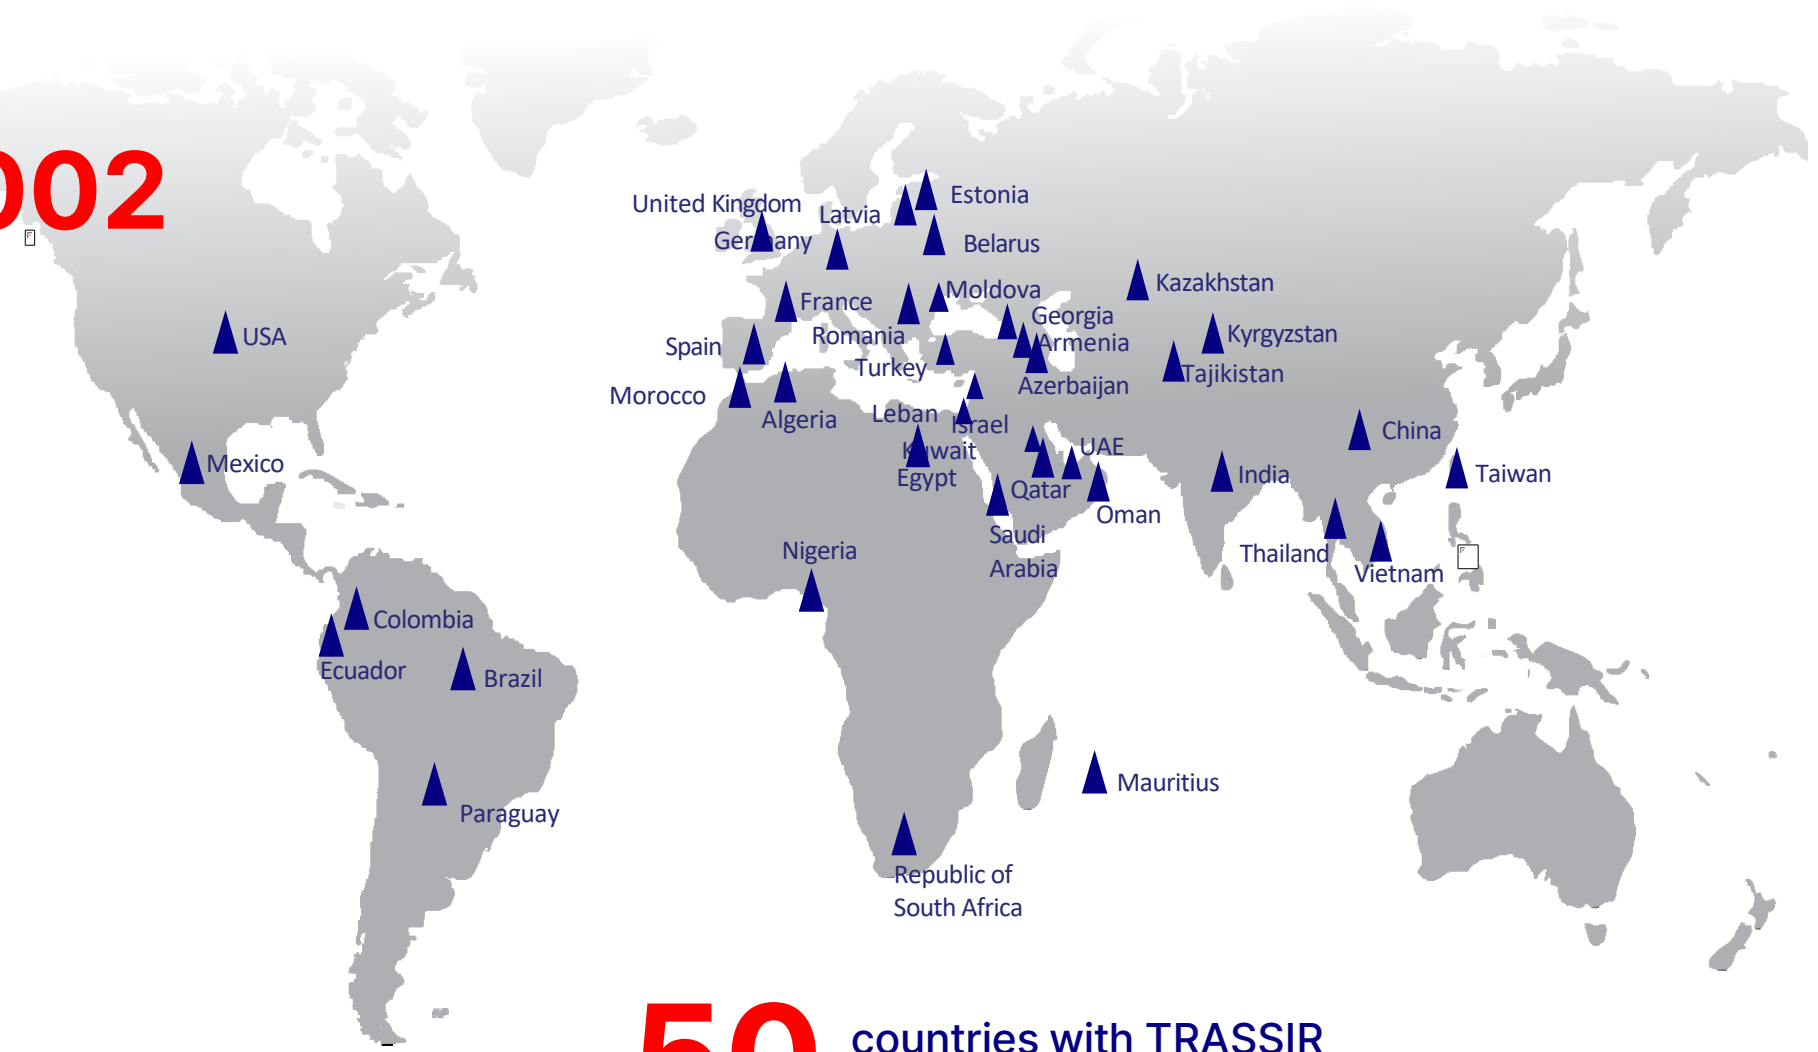 002
United Kingdom
Latvia
Estonia
Germany
Belarus
Kazakhstan
Moldova
France
Georgia
USA
Romania
Armenia
Kyrgyzstan
Spain
Turkey
Tajikistan
Azerbaijan
Morocco
Algeria
Leban
Israel
China
Kuwait
UAE
Mexico
Egypt
Qatar
India
Taiwan
Oman
Saudi
Arabia
Nigeria
Thailand
Vietnam
Colombia
Ecuador
Brazil
Mauritius
Paraguay
Republic of
South Africa
50
countries with TRASSIR